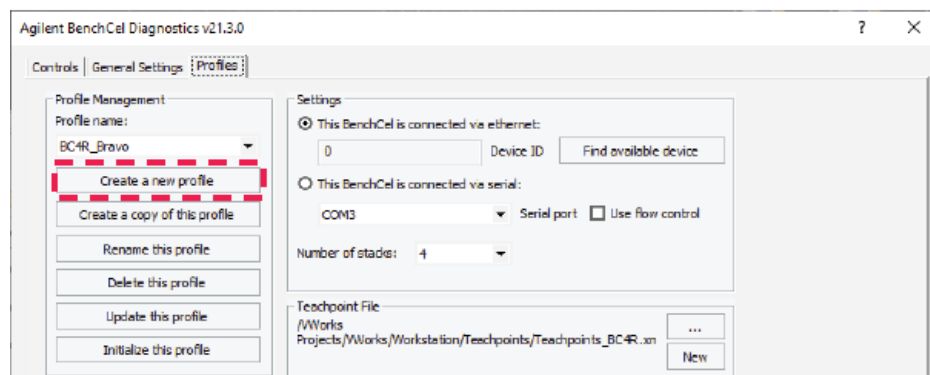 Agilent BenchCel Diagnostics v21.3.0 ? ×
Controls General Settings Profiles
Profile Management
Profile name:
BC4R_Bravo
Create a new profile
Create a copy of this profile
Rename this profile
Delete this profile
Update this profile
Initialize this profile
Settings
This BenchCel is connected via ethernet:
0 Device ID Find available device
This BenchCel is connected via serial:
COM3 Serial port Use flow control
Number of stacks: 4
Teachpoint File
/VWorks
Projects/VWorks/Workstation/Teachpoints/Teachpoints_BC4R.xm
...
New